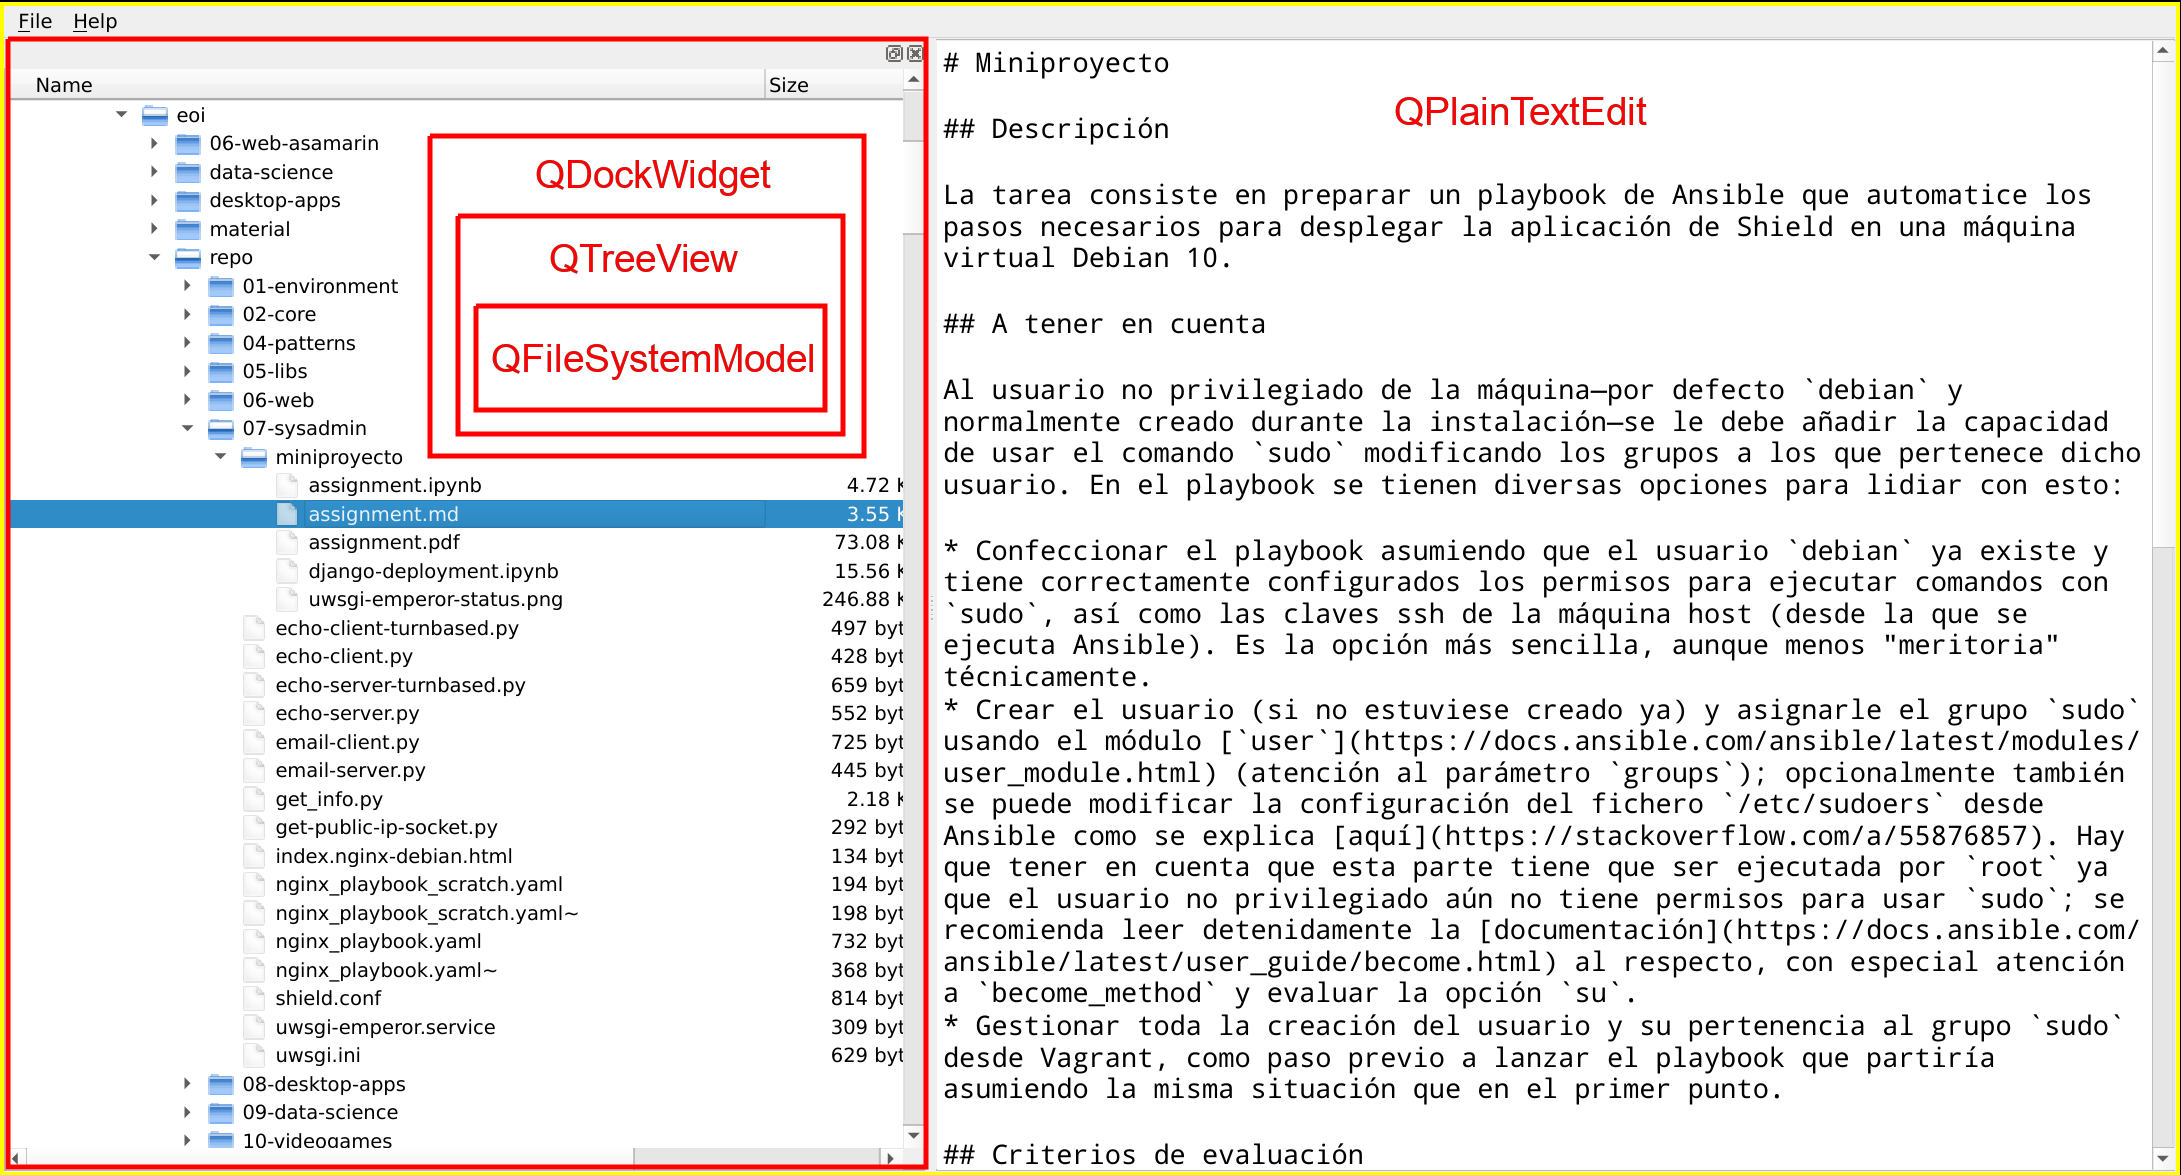 File Help
Name Size
eoi
06-web-asamarin
data-science
desktop-apps
material
repo
01-environment
02-core
04-patterns
05-libs
06-web
07-sysadmin
miniproyecto
assignment.ipynb 4.72 K
assignment.md 3.55 K
assignment.pdf 73.08 K
django-deployment.ipynb 15.56 K
uwsgi-emperor-status.png 246.88 K
echo-client-turnbased.py 497 byt
echo-client.py 428 byt
echo-server-turnbased.py 659 byt
echo-server.py 552 byt
email-client.py 725 byt
email-server.py 445 byt
get_info.py 2.18 K
get-public-ip-socket.py 292 byt
index.nginx-debian.html 134 byt
nginx_playbook_scratch.yaml 194 byt
nginx_playbook_scratch.yaml~ 198 byt
nginx_playbook.yaml 732 byt
nginx_playbook.yaml~ 368 byt
shield.conf 814 byt
uwsgi-emperor.service 309 byt
uwsgi.ini 629 byt
08-desktop-apps
09-data-science
10-videogames
QDockWidget
QTreeView
QFileSystemModel
QPlainTextEdit
# Miniproyecto
## Descripción
La tarea consiste en preparar un playbook de Ansible que automatice los
pasos necesarios para desplegar la aplicación de Shield en una máquina
virtual Debian 10.
## A tener en cuenta
Al usuario no privilegiado de la máquina—por defecto `debian` y
normalmente creado durante la instalación—se le debe añadir la capacidad
de usar el comando `sudo` modificando los grupos a los que pertenece dicho
usuario. En el playbook se tienen diversas opciones para lidiar con esto:
* Confeccionar el playbook asumiendo que el usuario `debian` ya existe y
tiene correctamente configurados los permisos para ejecutar comandos con
`sudo`, así como las claves ssh de la máquina host (desde la que se
ejecuta Ansible). Es la opción más sencilla, aunque menos "meritoria"
técnicamente.
* Crear el usuario (si no estuviese creado ya) y asignarle el grupo `sudo`
usando el módulo [`user`](https://docs.ansible.com/ansible/latest/modules/
user_module.html) (atención al parámetro `groups`); opcionalmente también
se puede modificar la configuración del fichero `/etc/sudoers` desde
Ansible como se explica [aquí](https://stackoverflow.com/a/55876857). Hay
que tener en cuenta que esta parte tiene que ser ejecutada por `root` ya
que el usuario no privilegiado aún no tiene permisos para usar `sudo`; se
recomienda leer detenidamente la [documentación](https://docs.ansible.com/
ansible/latest/user_guide/become.html) al respecto, con especial atención
a `become_method` y evaluar la opción `su`.
* Gestionar toda la creación del usuario y su pertenencia al grupo `sudo`
desde Vagrant, como paso previo a lanzar el playbook que partiría
asumiendo la misma situación que en el primer punto.
## Criterios de evaluación